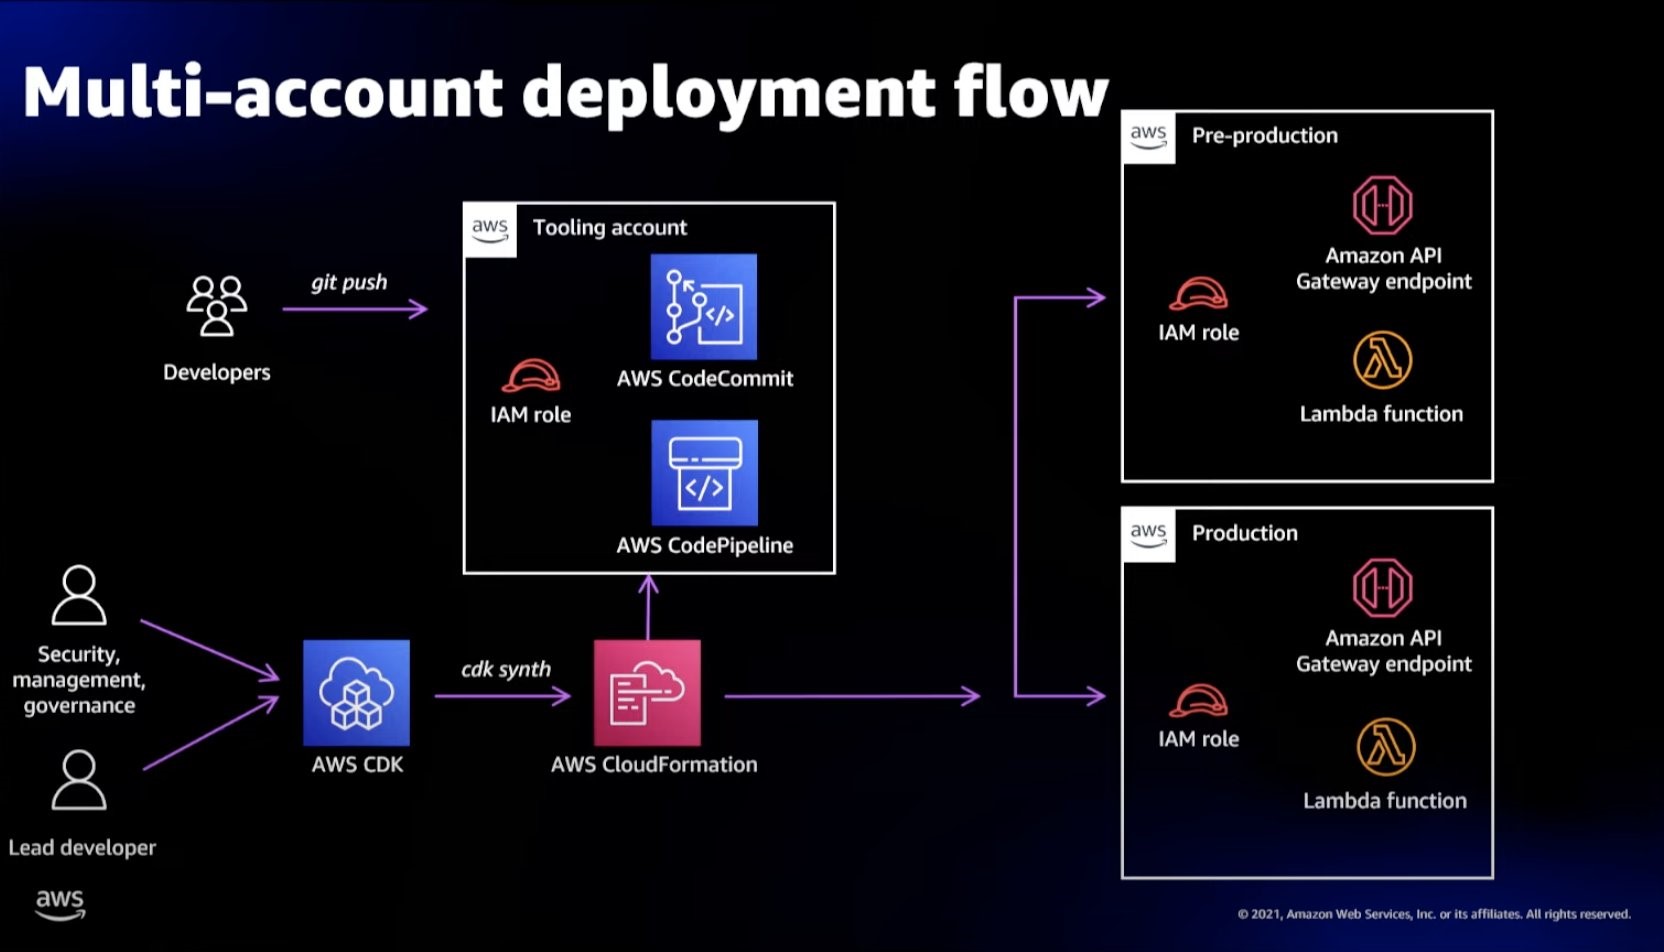 Multi-account deployment flow
aws
Pre-production
Amazon API
Gateway endpoint
IAM role
Lambda function
aws
Tooling account
git push
Developers
AWS CodeCommit
IAM role
AWS CodePipeline
aws
Production
Amazon API
Gateway endpoint
IAM role
Lambda function
Security,
management,
governance
Lead developer
AWS CDK
cdk synth
AWS CloudFormation
aws
© 2021, Amazon Web Services, Inc. or its affiliates. All rights reserved.